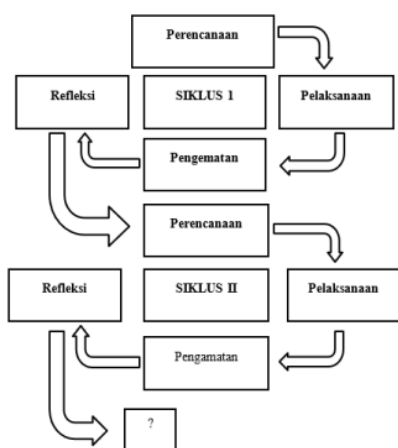 Perencanaan
Refleksi
SIKLUS 1
Pelaksanaan
Pengematan
Perencanaan
Refleksi
SIKLUS II
Pelaksanaan
Pengamatan
?